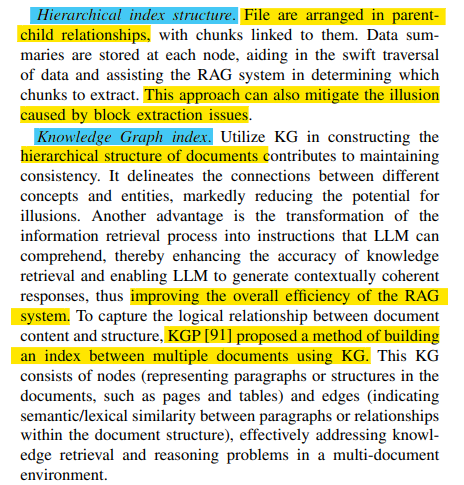 Hierarchical index structure. File are arranged in parent-
child relationships, with chunks linked to them. Data sum-
maries are stored at each node, aiding in the swift traversal
of data and assisting the RAG system in determining which
chunks to extract. This approach can also mitigate the illusion
caused by block extraction issues.
Knowledge Graph index. Utilize KG in constructing the
hierarchical structure of documents contributes to maintaining
consistency. It delineates the connections between different
concepts and entities, markedly reducing the potential for
illusions. Another advantage is the transformation of the
information retrieval process into instructions that LLM can
comprehend, thereby enhancing the accuracy of knowledge
retrieval and enabling LLM to generate contextually coherent
responses, thus improving the overall efficiency of the RAG
system. To capture the logical relationship between document
content and structure, KGP [91] proposed a method of building
an index between multiple documents using KG. This KG
consists of nodes (representing paragraphs or structures in the
documents, such as pages and tables) and edges (indicating
semantic/lexical similarity between paragraphs or relationships
within the document structure), effectively addressing knowl-
edge retrieval and reasoning problems in a multi-document
environment.